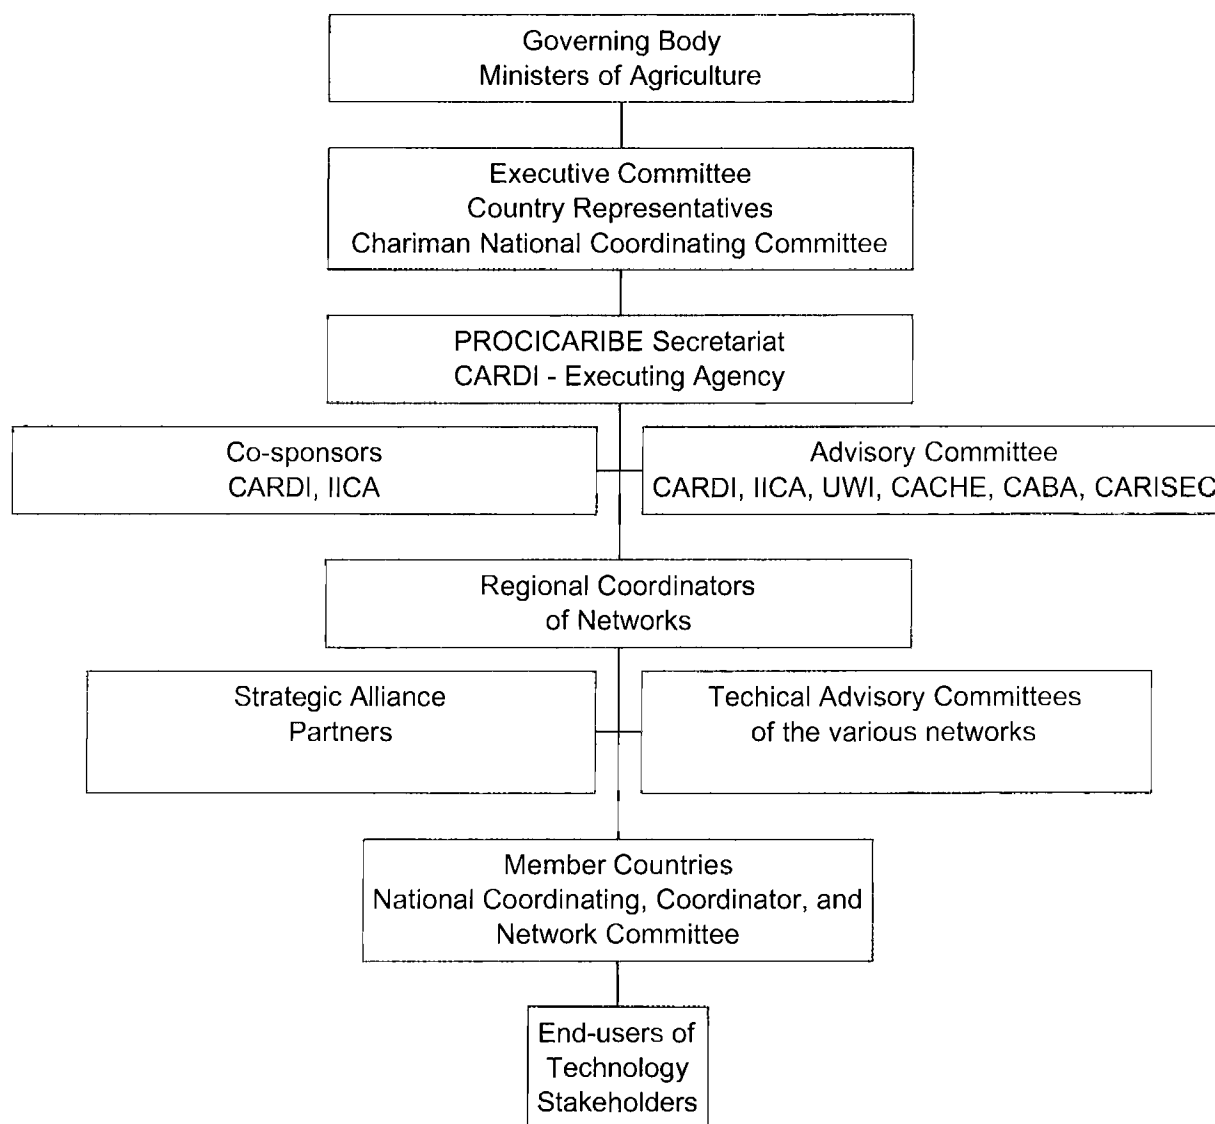 Governing Body
Ministers of Agriculture
Executive Committee
Country Representatives
Chariman National Coordinating Committee
PROCICARIBE Secretariat
CARDI - Executing Agency
Co-sponsors
CARDI, IICA
Advisory Committee
CARDI, IICA, UWI, CACHE, CABA, CARISEC
Regional Coordinators
of Networks
Strategic Alliance
Partners
Techical Advisory Committees
of the various networks
Member Countries
National Coordinating, Coordinator, and
Network Committee
End-users of
Technology
Stakeholders